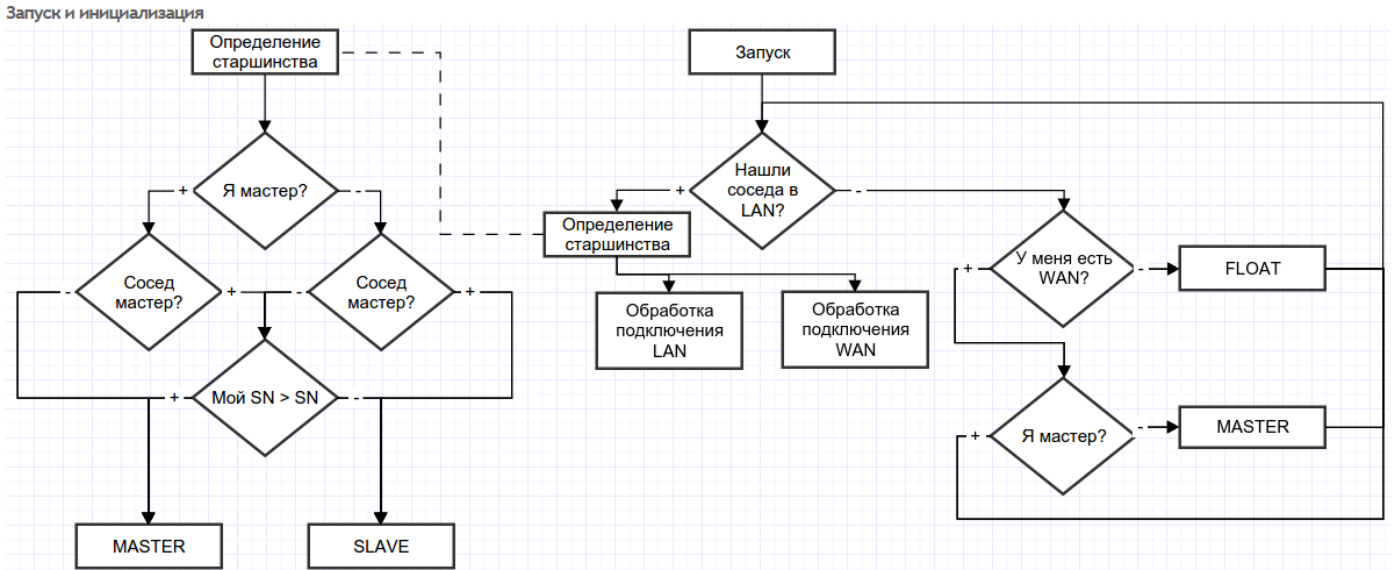 Запуск и инициализация
Определение
старшинства
Я мастер?
+
-
Сосед
мастер?
-
+
Сосед
мастер?
-
+
Мой SN > SN
+
-
MASTER
SLAVE
Запуск
Нашли
соседа в
LAN?
+
-
Определение
старшинства
Обработка
подключения
LAN
Обработка
подключения
WAN
У меня есть
WAN?
+
-
FLOAT
Я мастер?
+
-
MASTER